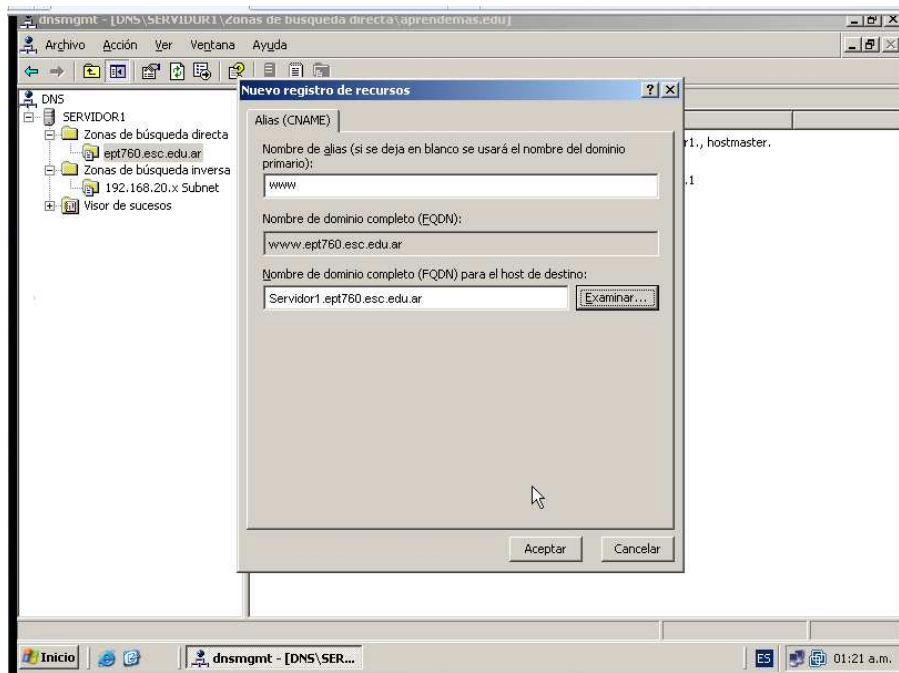 dnsmgmt - [DNS\SERVIDOR1\Zonas de búsqueda directa\aprendemas.edu]
Archivo Acción Ver Ventana Ayuda
Nuevo registro de recursos
DNS
SERVIDOR1
Zonas de búsqueda directa
ept760.esc.edu.ar
Zonas de búsqueda inversa
192.168.20.x Subnet
Visor de sucesos
Alias (CNAME)
Nombre de alias (si se deja en blanco se usará el nombre del dominio
primario):
www
Nombre de dominio completo (FQDN):
www.ept760.esc.edu.ar
Nombre de dominio completo (FQDN) para el host de destino:
Servidor1.ept760.esc.edu.ar
Examinar...
r1., hostmaster.
.1
Aceptar
Cancelar
Inicio
dnsmgmt - [DNS\SER...
ES
01:21 a.m.